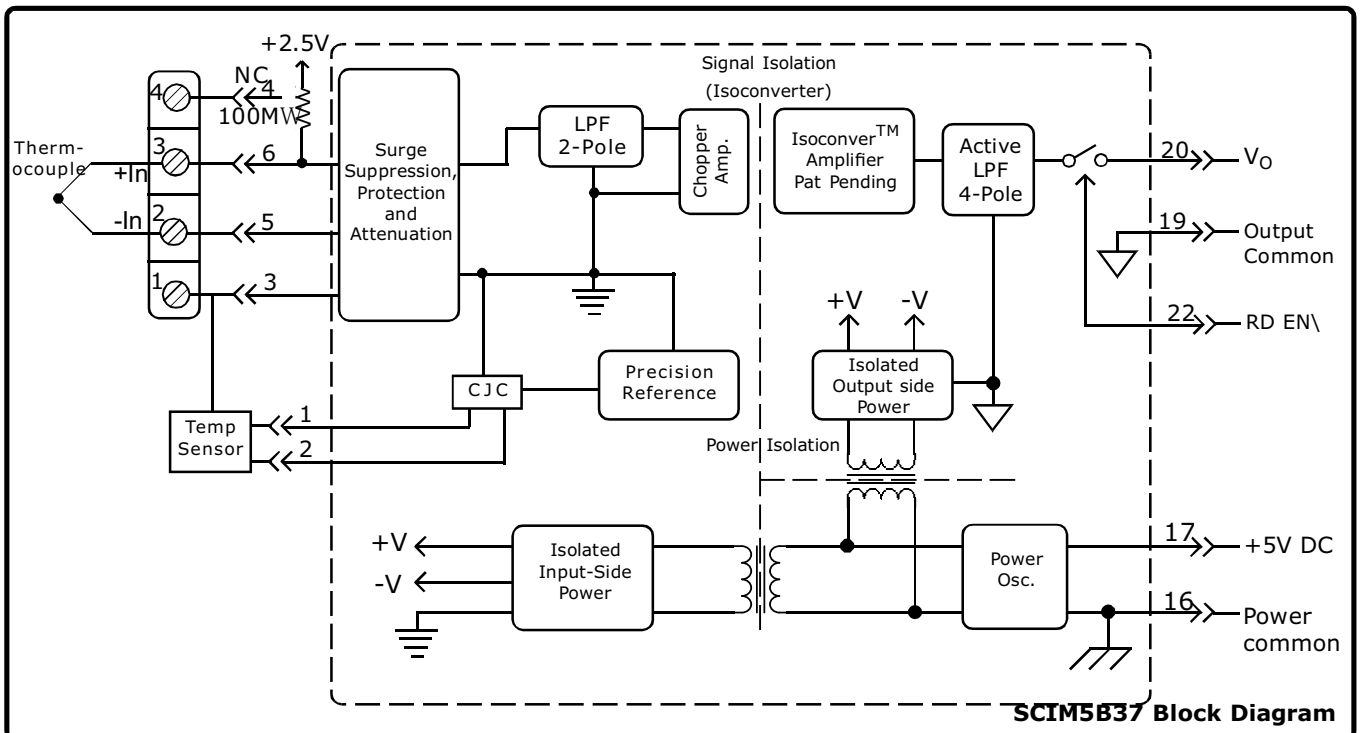 +2.5V
NC
4
4
100MW
Therm-
ocouple
+In
-In
3
6
2
5
1
3
Surge
Suppression,
Protection
and
Attenuation
LPF
2-Pole
Chopper
Amp.
Signal Isolation
(Isoconverter)
Isoconver™
Amplifier
Pat Pending
Active
LPF
4-Pole
20
VO
19
Output
Common
22
RD EN\
+V
-V
Isolated
Output side
Power
Power Isolation
Precision
Reference
CJC
Temp
Sensor
1
2
+V
-V
Isolated
Input-Side
Power
Power
Osc.
17
+5V DC
16
Power
common
SCIM5B37 Block Diagram